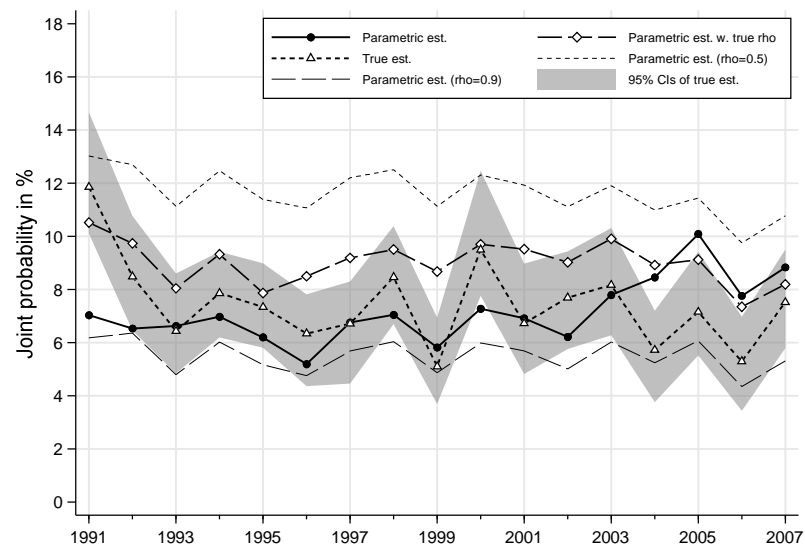 Parametric est.
Parametric est. w. true rho
True est.
Parametric est. (rho=0.5)
Parametric est. (rho=0.9)
95% CIs of true est.
Joint probability in %
18
16
14
12
10
8
6
4
2
0
1991 1993 1995 1997 1999 2001 2003 2005 2007